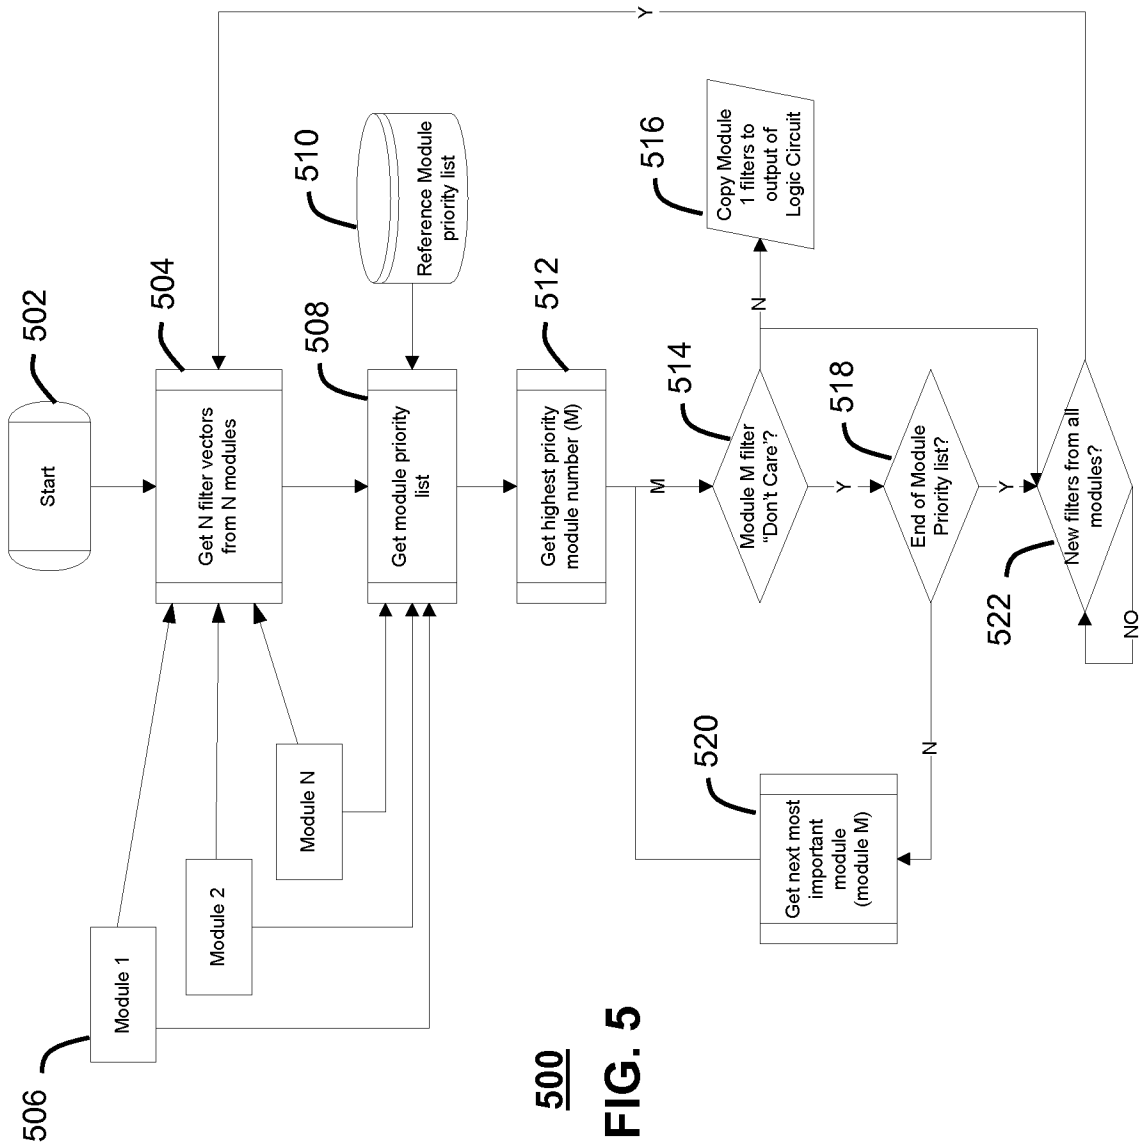 502
Start
504
Get N filter vectors
from N modules
506
Module 1
Module 2
Module N
508
Get module priority
list
510
Reference Module
priority list
512
Get highest priority
module number (M)
M
514
Module M filter
“Don’t Care’?
N
516
Copy Module
1 filters to
output of
Logic Circuit
Y
518
End of Module
Priority list?
N
520
Get next most
important
module
(module M)
Y
522
New filters from all
modules?
NO
Y
500
FIG. 5